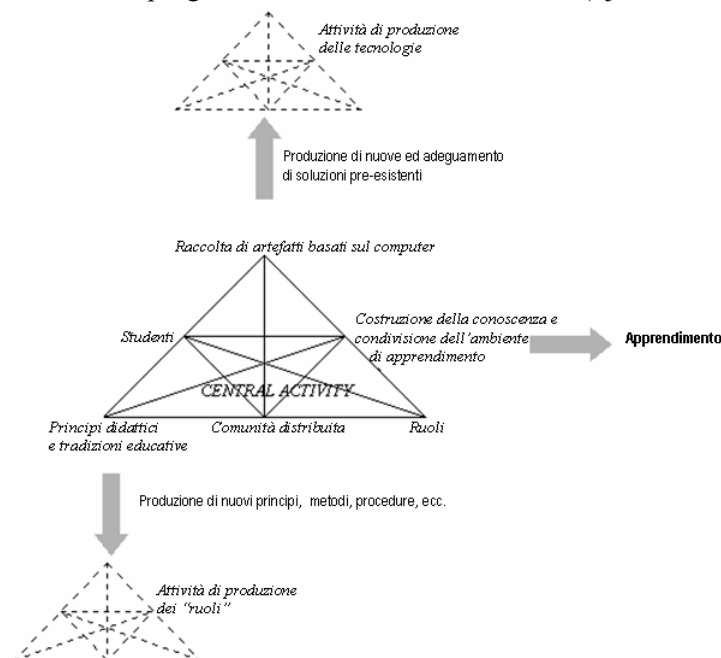 Attività di produzione
delle tecnologie
Produzione di nuove ed adeguamento
di soluzioni pre-esistenti
Raccolta di artefatti basati sul computer
Studenti
Costruzione della conoscenza e
condivisione dell'ambiente
di apprendimento
Apprendimento
CENTRAL ACTIVITY
Principi didattici
e tradizioni educative
Comunità distribuita
Ruoli
Produzione di nuovi principi, metodi, procedure, ecc.
Attività di produzione
dei "ruoli"